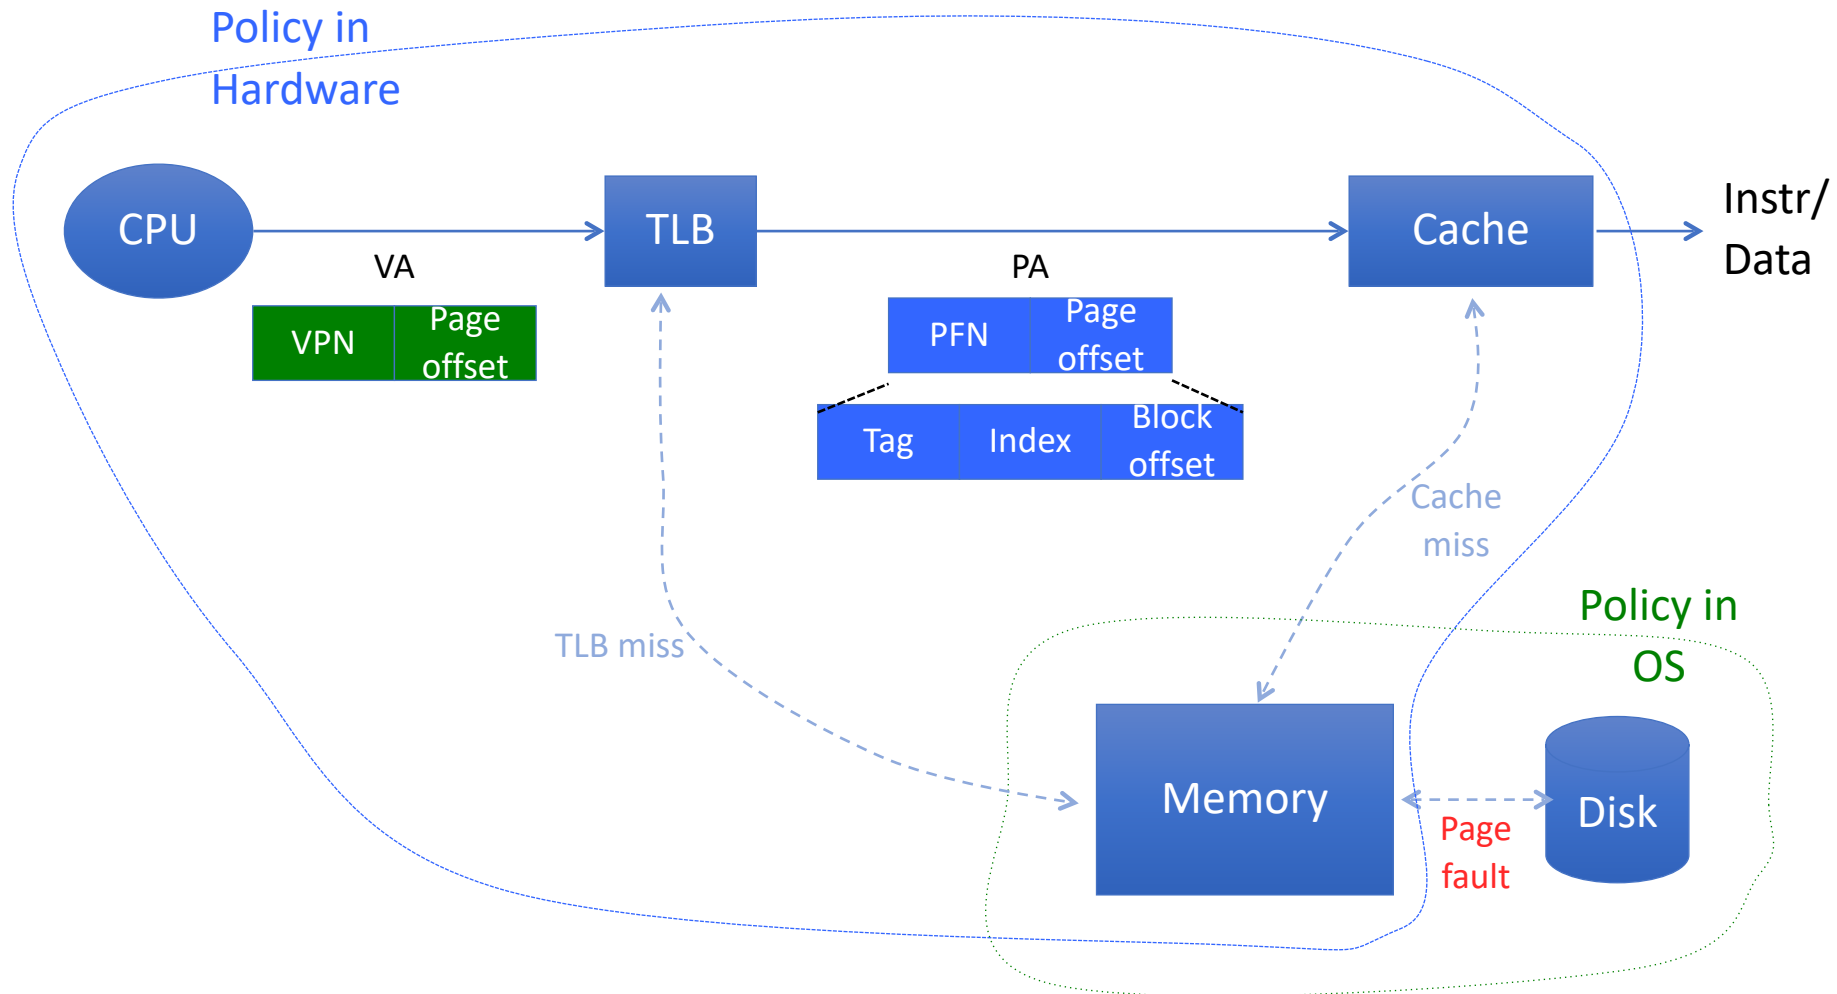 Policy in
Hardware
CPU
TLB
Cache
Instr/
Data
VA
PA
VPN
Page
offset
PFN
Page
offset
Tag
Index
Block
offset
Cache
miss
TLB miss
Policy in
OS
Memory
Disk
Page
fault